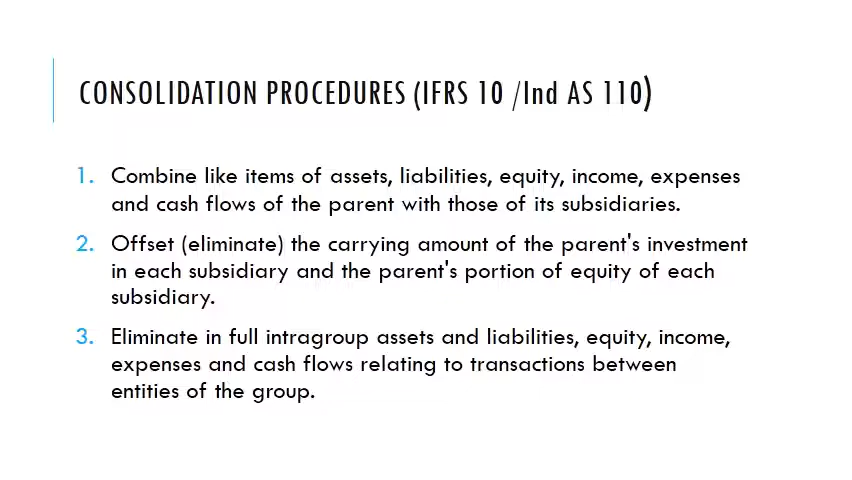 CONSOLIDATION PROCEDURES (IFRS 10 /Ind AS 110)
1. Combine like items of assets, liabilities, equity, income, expenses
and cash flows of the parent with those of its subsidiaries.
2. Offset (eliminate) the carrying amount of the parent's investment
in each subsidiary and the parent's portion of equity of each
subsidiary.
3. Eliminate in full intragroup assets and liabilities, equity, income,
expenses and cash flows relating to transactions between
entities of the group.